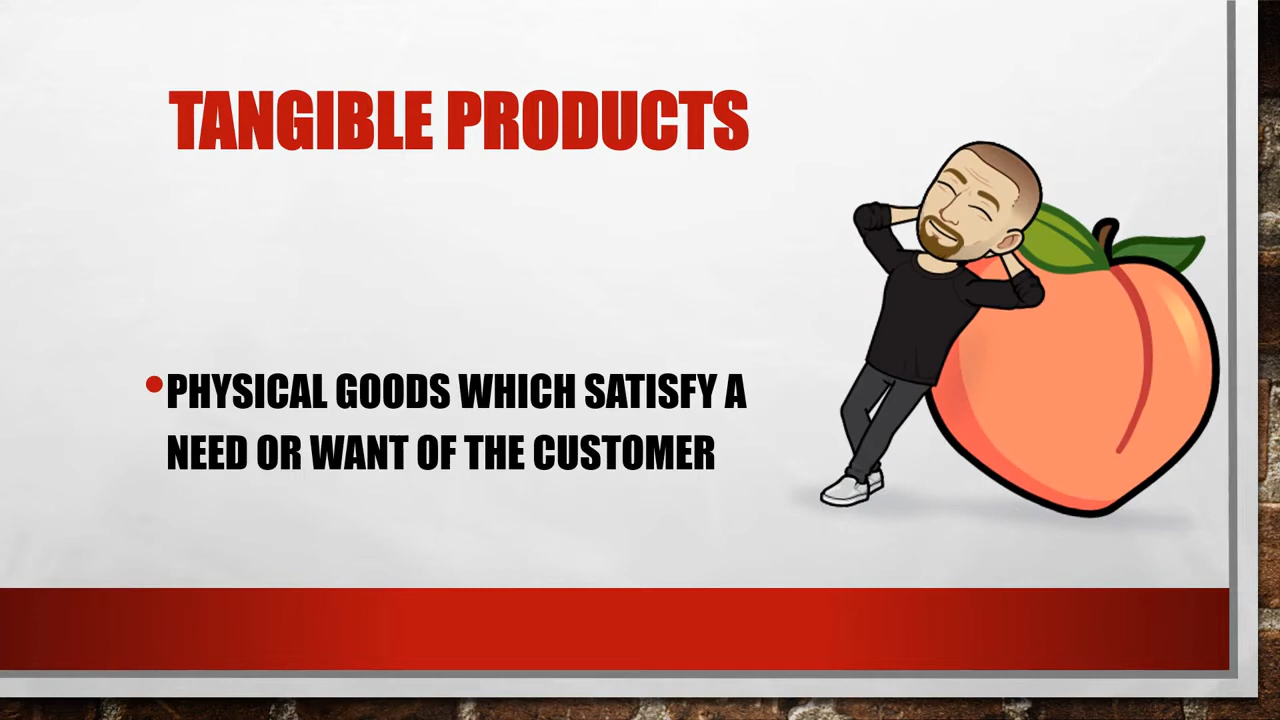 TANGIBLE PRODUCTS
•PHYSICAL GOODS WHICH SATISFY A
NEED OR WANT OF THE CUSTOMER